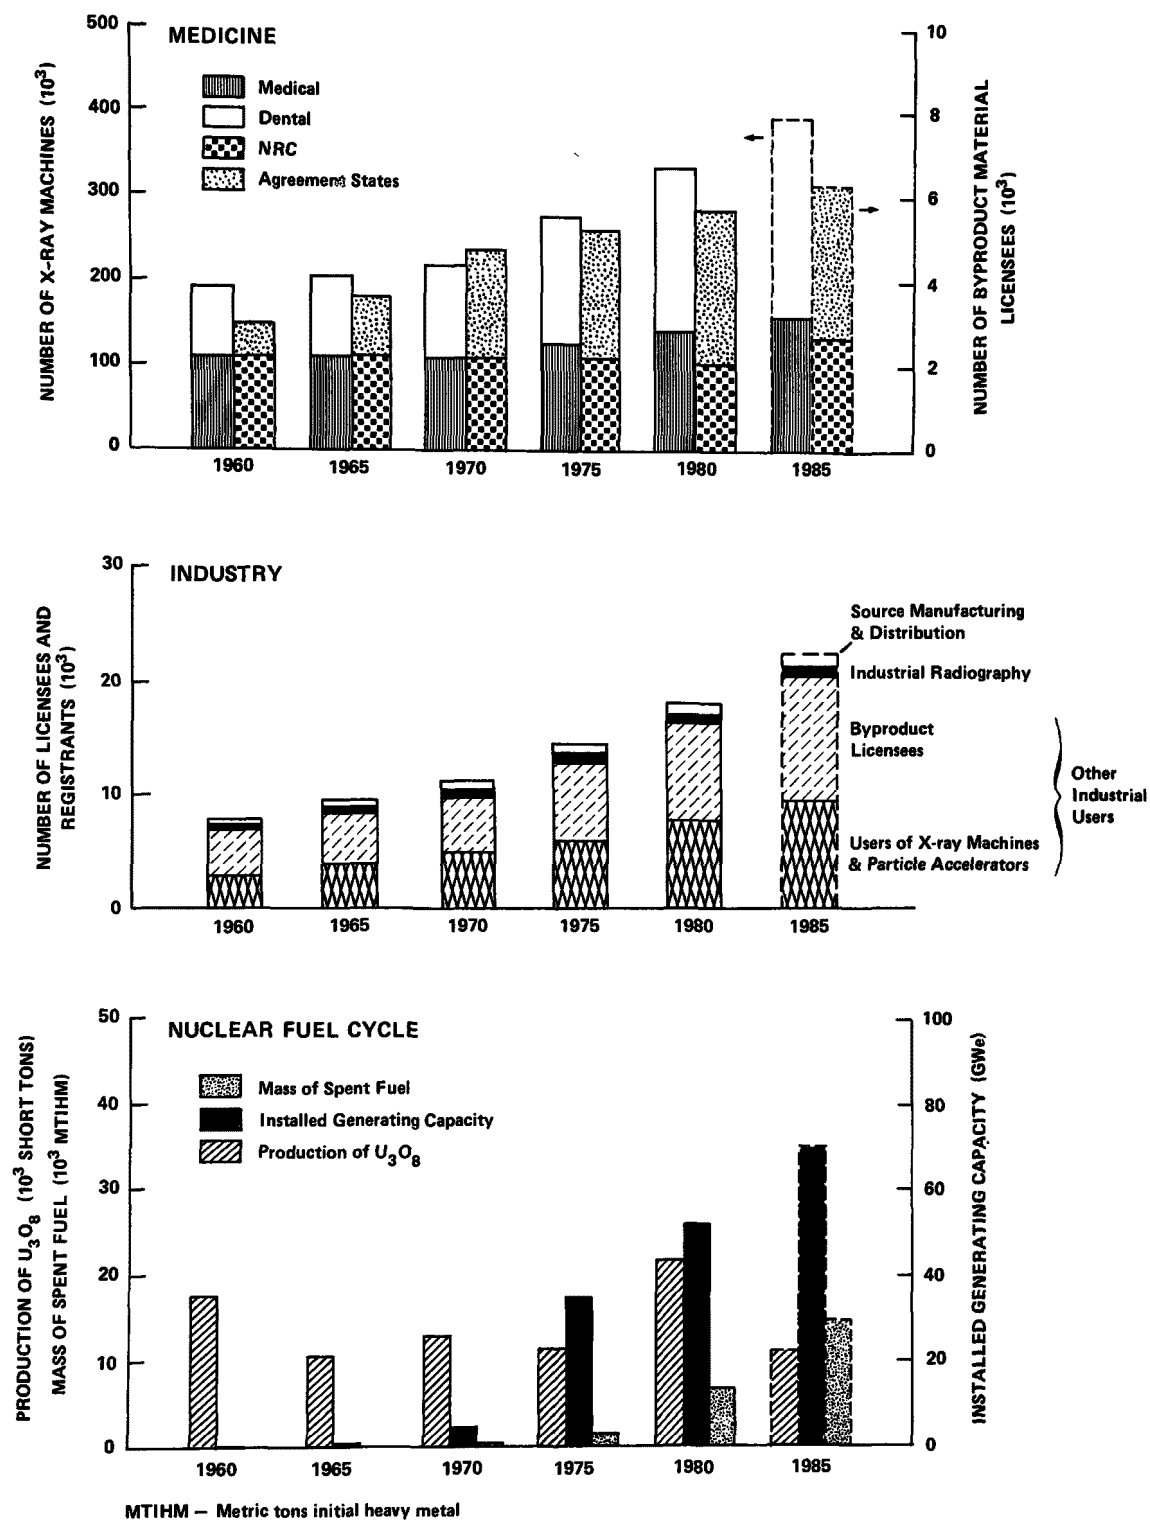 MEDICINE
Medical
Dental
NRC
Agreement States
NUMBER OF X-RAY MACHINES (10³)
500
400
300
200
100
0
10
8
6
4
2
0
NUMBER OF BYPRODUCT MATERIAL
LICENSEES (10³)
1960 1965 1970 1975 1980 1985
INDUSTRY
NUMBER OF LICENSEES AND
REGISTRANTS (10³)
30
20
10
0
Source Manufacturing
& Distribution
Industrial Radiography
Byproduct
Licensees
Users of X-ray Machines
& Particle Accelerators
Other
Industrial
Users
1960 1965 1970 1975 1980 1985
NUCLEAR FUEL CYCLE
Mass of Spent Fuel
Installed Generating Capacity
Production of U₃O₈
PRODUCTION OF U₃O₈ (10³ SHORT TONS)
MASS OF SPENT FUEL (10³ MTIHM)
50
40
30
20
10
0
100
80
60
40
20
0
INSTALLED GENERATING CAPACITY (GWe)
1960 1965 1970 1975 1980 1985
MTIHM — Metric tons initial heavy metal